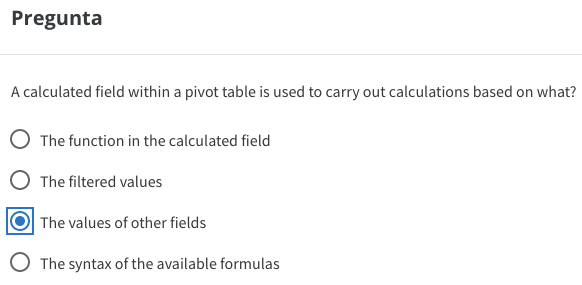 Pregunta
A calculated field within a pivot table is used to carry out calculations based on what?
The function in the calculated field
The filtered values
The values of other fields
The syntax of the available formulas